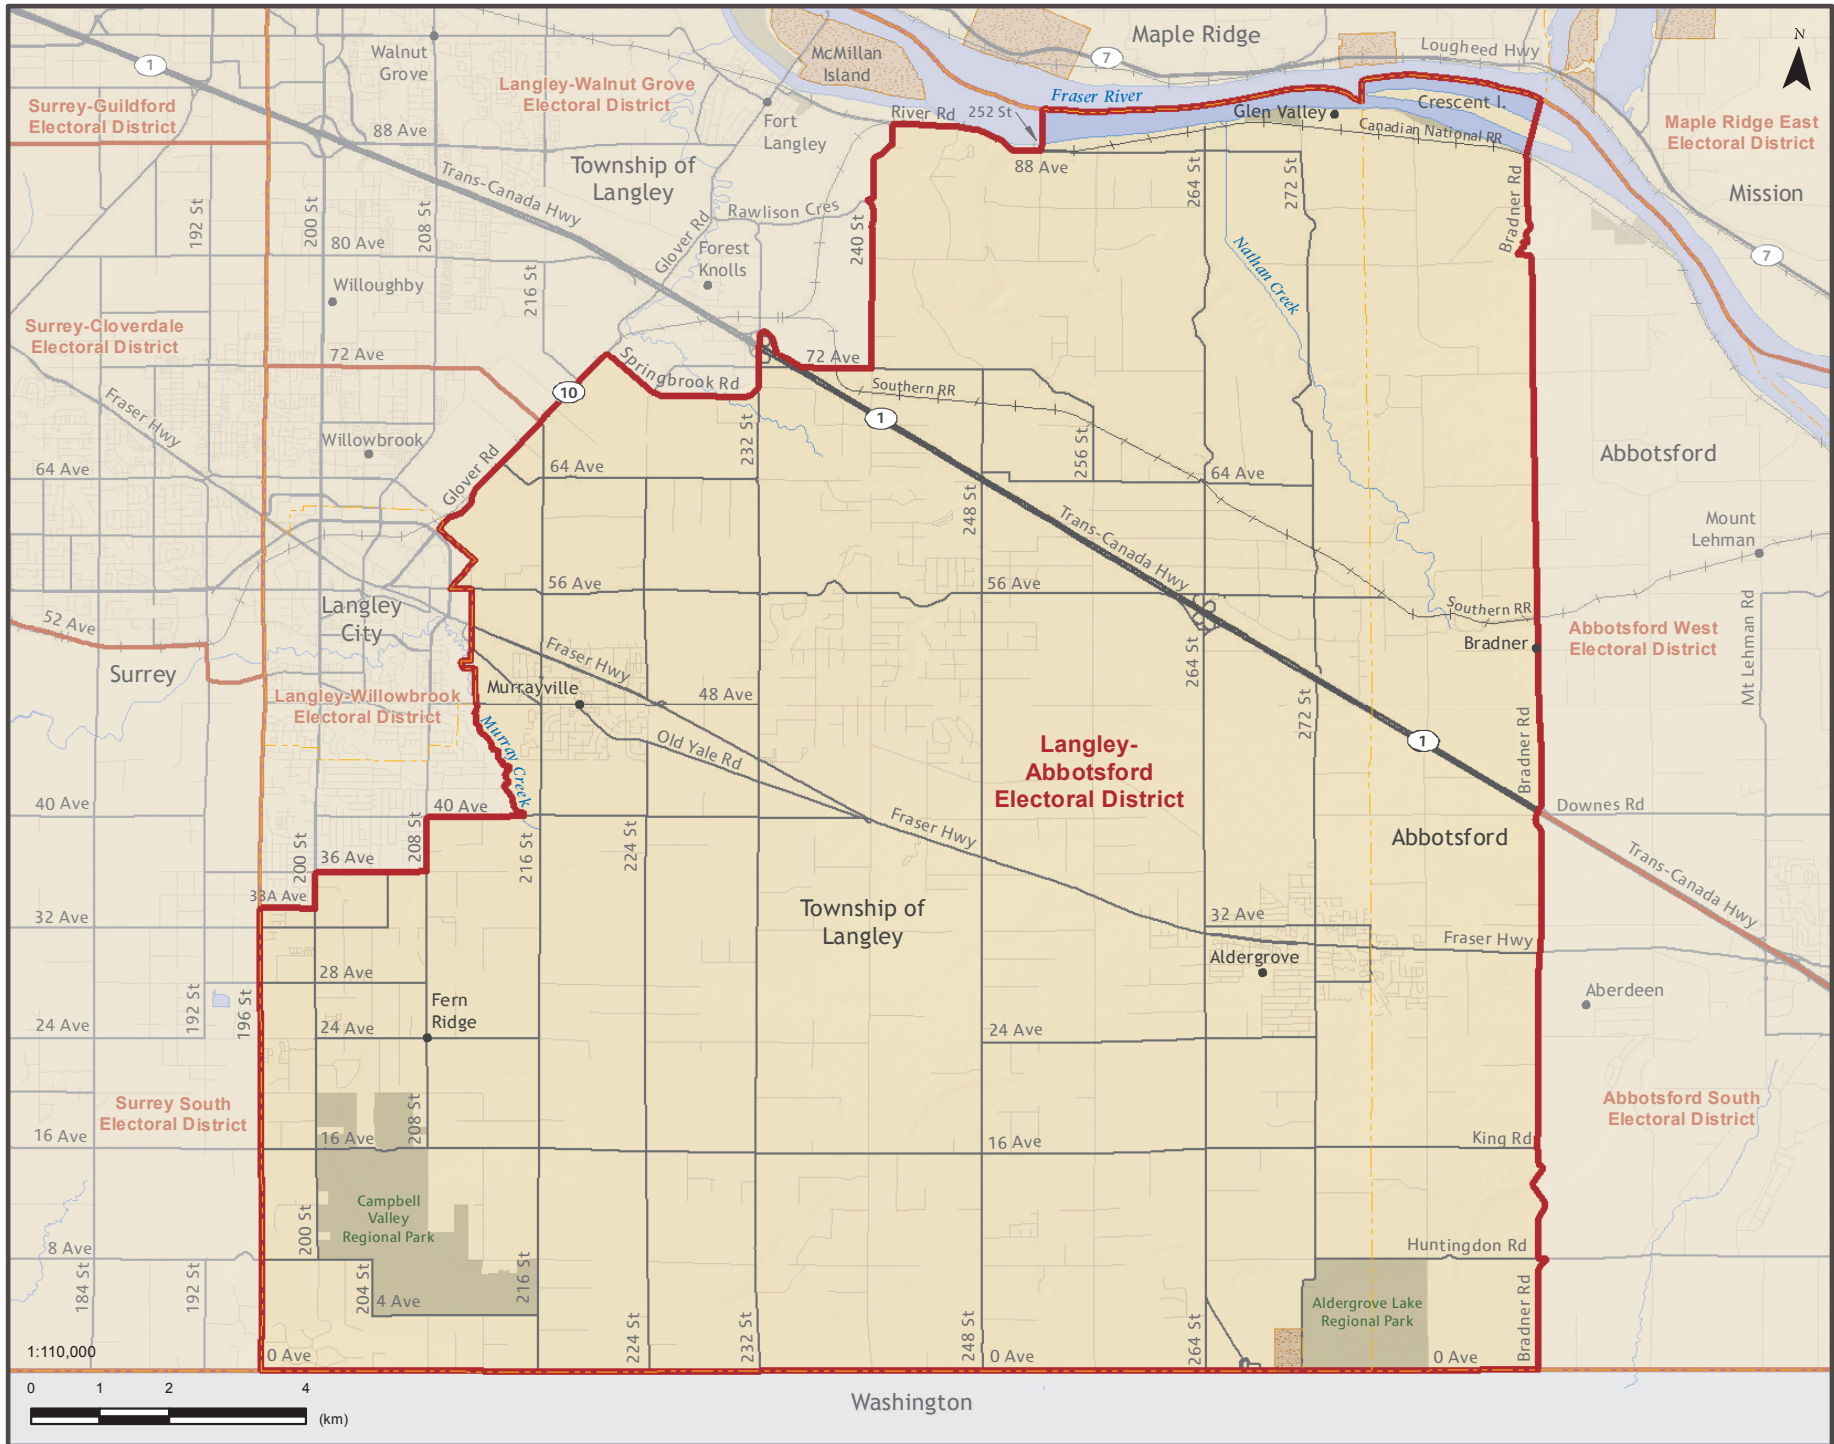 Maple Ridge
N
Walnut
Grove
McMillan
Island
7
Lougheed Hwy
1
Langley-Walnut Grove
Electoral District
Fraser River
Surrey-Guildford
Electoral District
River Rd
252 St
Glen Valley
Crescent I.
Canadian National RR
Fort
Langley
88 Ave
88 Ave
Maple Ridge East
Electoral District
Township of
Langley
Trans-Canada Hwy
264 St
272 St
Bradner Rd
Mission
192 St
200 St
208 St
80 Ave
Glover Rd
Rawlison Cres
240 St
Forest
Knolls
Nathan Creek
7
216 St
Willoughby
Surrey-Cloverdale
Electoral District
72 Ave
72 Ave
Springbrook Rd
Southern RR
10
1
Fraser Hwy
Willowbrook
232 St
256 St
Abbotsford
64 Ave
64 Ave
64 Ave
Glover Rd
248 St
Trans-Canada Hwy
Mount
Lehman
56 Ave
56 Ave
Langley
City
Southern RR
52 Ave
Abbotsford West
Electoral District
Bradner
Mt Lehman Rd
Surrey
Fraser Hwy
264 St
272 St
Langley-Willowbrook
Electoral District
Murrayville
48 Ave
Murray Creek
Old Yale Rd
Langley-
Abbotsford
Electoral District
1
Bradner Rd
40 Ave
40 Ave
Downes Rd
Fraser Hwy
Abbotsford
200 St
208 St
216 St
224 St
36 Ave
Trans-Canada Hwy
33A Ave
32 Ave
Township of
Langley
32 Ave
Fraser Hwy
Aldergrove
28 Ave
Aberdeen
192 St
196 St
Fern
Ridge
24 Ave
24 Ave
24 Ave
Surrey South
Electoral District
208 St
Abbotsford South
Electoral District
16 Ave
16 Ave
16 Ave
King Rd
Campbell
Valley
Regional Park
200 St
8 Ave
Huntingdon Rd
184 St
192 St
204 St
216 St
4 Ave
Aldergrove Lake
Regional Park
Bradner Rd
224 St
232 St
248 St
264 St
1:110,000
0 Ave
0 Ave
0 Ave
0 1 2 4
(km)
Washington